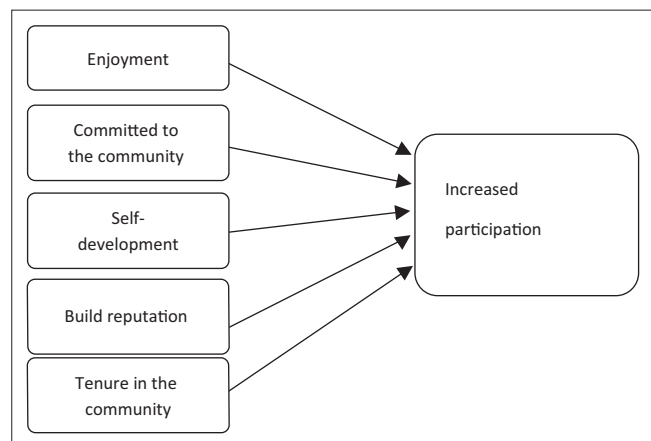 Enjoyment
Committed to
the community
Self-
development
Build reputation
Tenure in the
community
Increased
participation